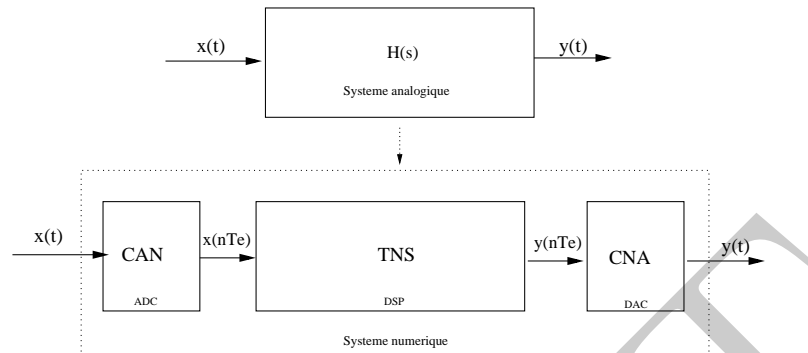 x(t)
H(s)
y(t)
Systeme analogique
x(t)
CAN
x(nTe)
TNS
y(nTe)
CNA
y(t)
ADC
DSP
DAC
Systeme numerique